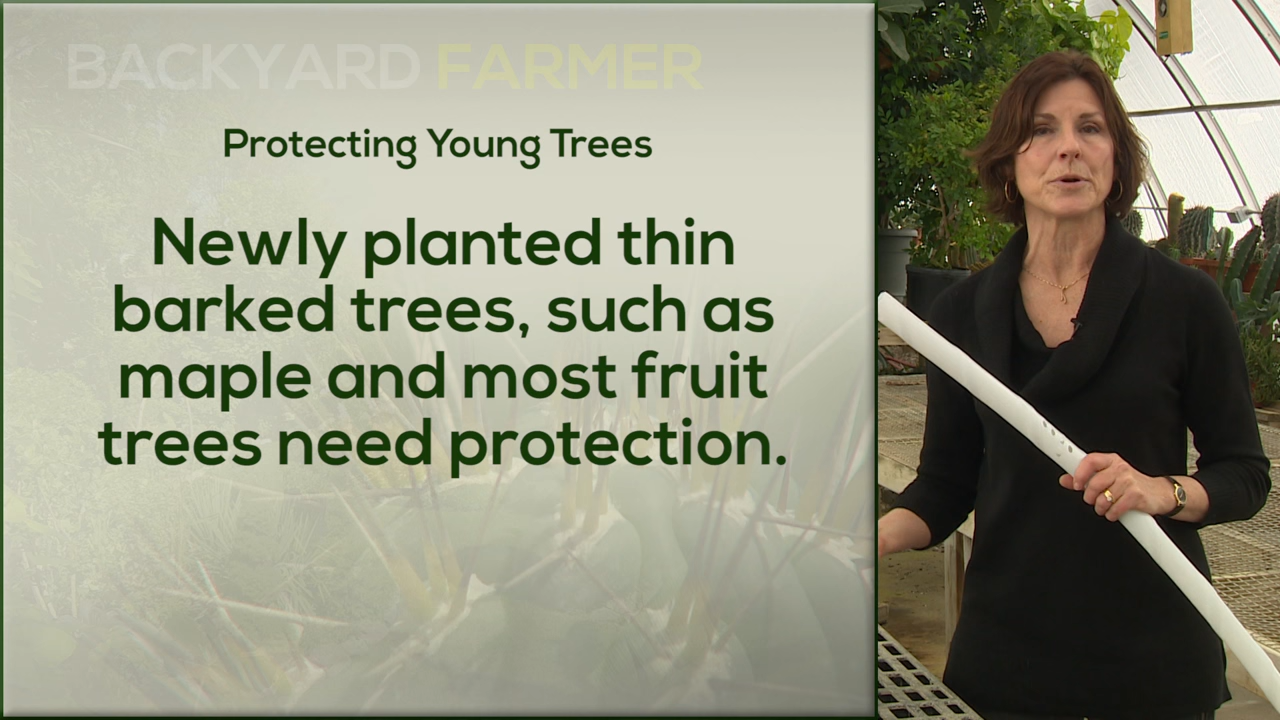 BACKYARD FARMER
Protecting Young Trees
Newly planted thin
barked trees, such as
maple and most fruit
trees need protection.